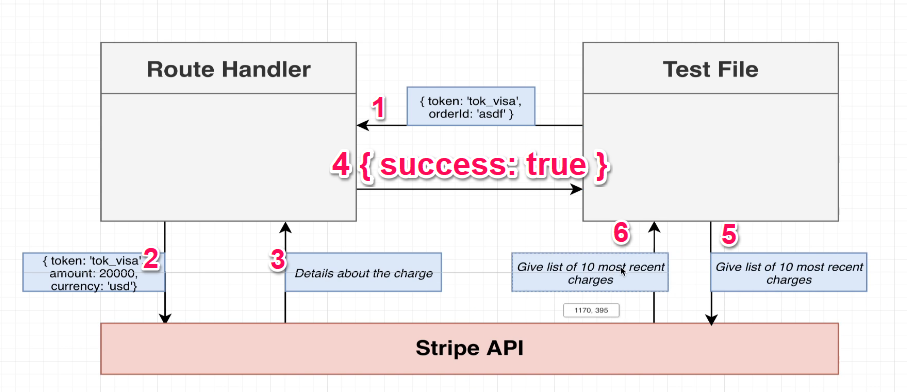 Route Handler
Test File
1
{ token: 'tok_visa',
orderId: 'asdf' }
4 { success: true }
2
{ token: 'tok_visa'
amount: 20000,
currency: 'usd'}
3
Details about the charge
6
Give list of 10 most recent
charges
5
Give list of 10 most recent
charges
1170, 395
Stripe API